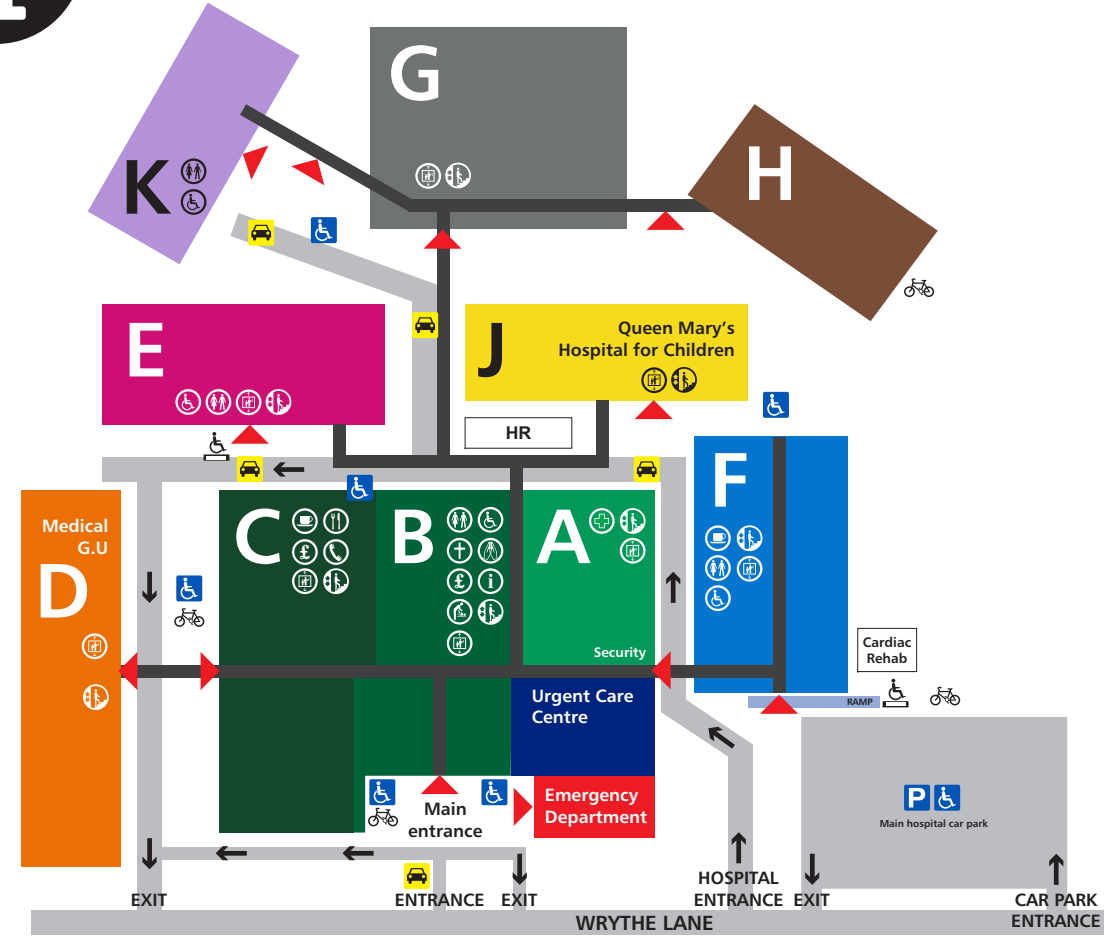 G
K
H
E
J
Queen Mary's
Hospital for Children
HR
F
Medical
G.U
D
C
£
B
£ i
A
Security
Cardiac
Rehab
RAMP
Urgent Care
Centre
Main
entrance
Emergency
Department
P
Main hospital car park
EXIT
ENTRANCE
EXIT
HOSPITAL
ENTRANCE
EXIT
CAR PARK
ENTRANCE
WRYTHE LANE